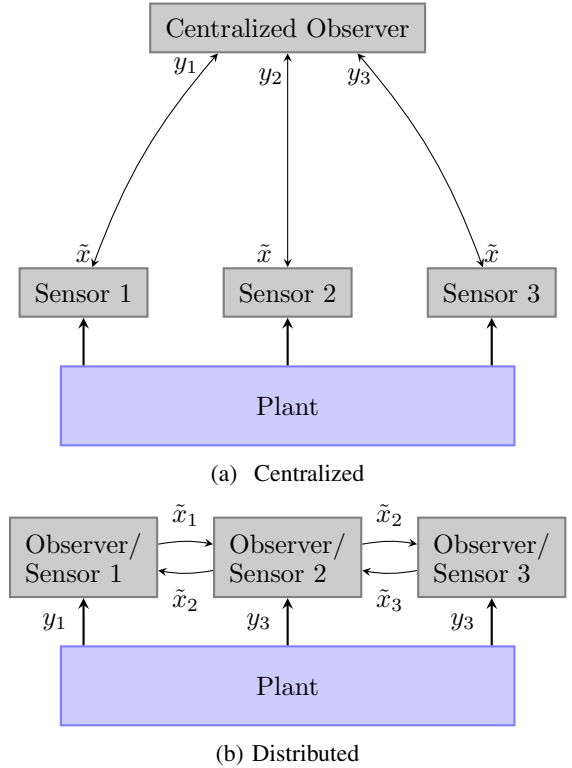 Centralized Observer
y₁
y₂
y₃
x̃
x̃
x̃
Sensor 1
Sensor 2
Sensor 3
Plant
(a) Centralized
x̃₁
x̃₂
Observer/
Sensor 1
Observer/
Sensor 2
Observer/
Sensor 3
x̃₂
x̃₃
y₁
y₃
y₃
Plant
(b) Distributed